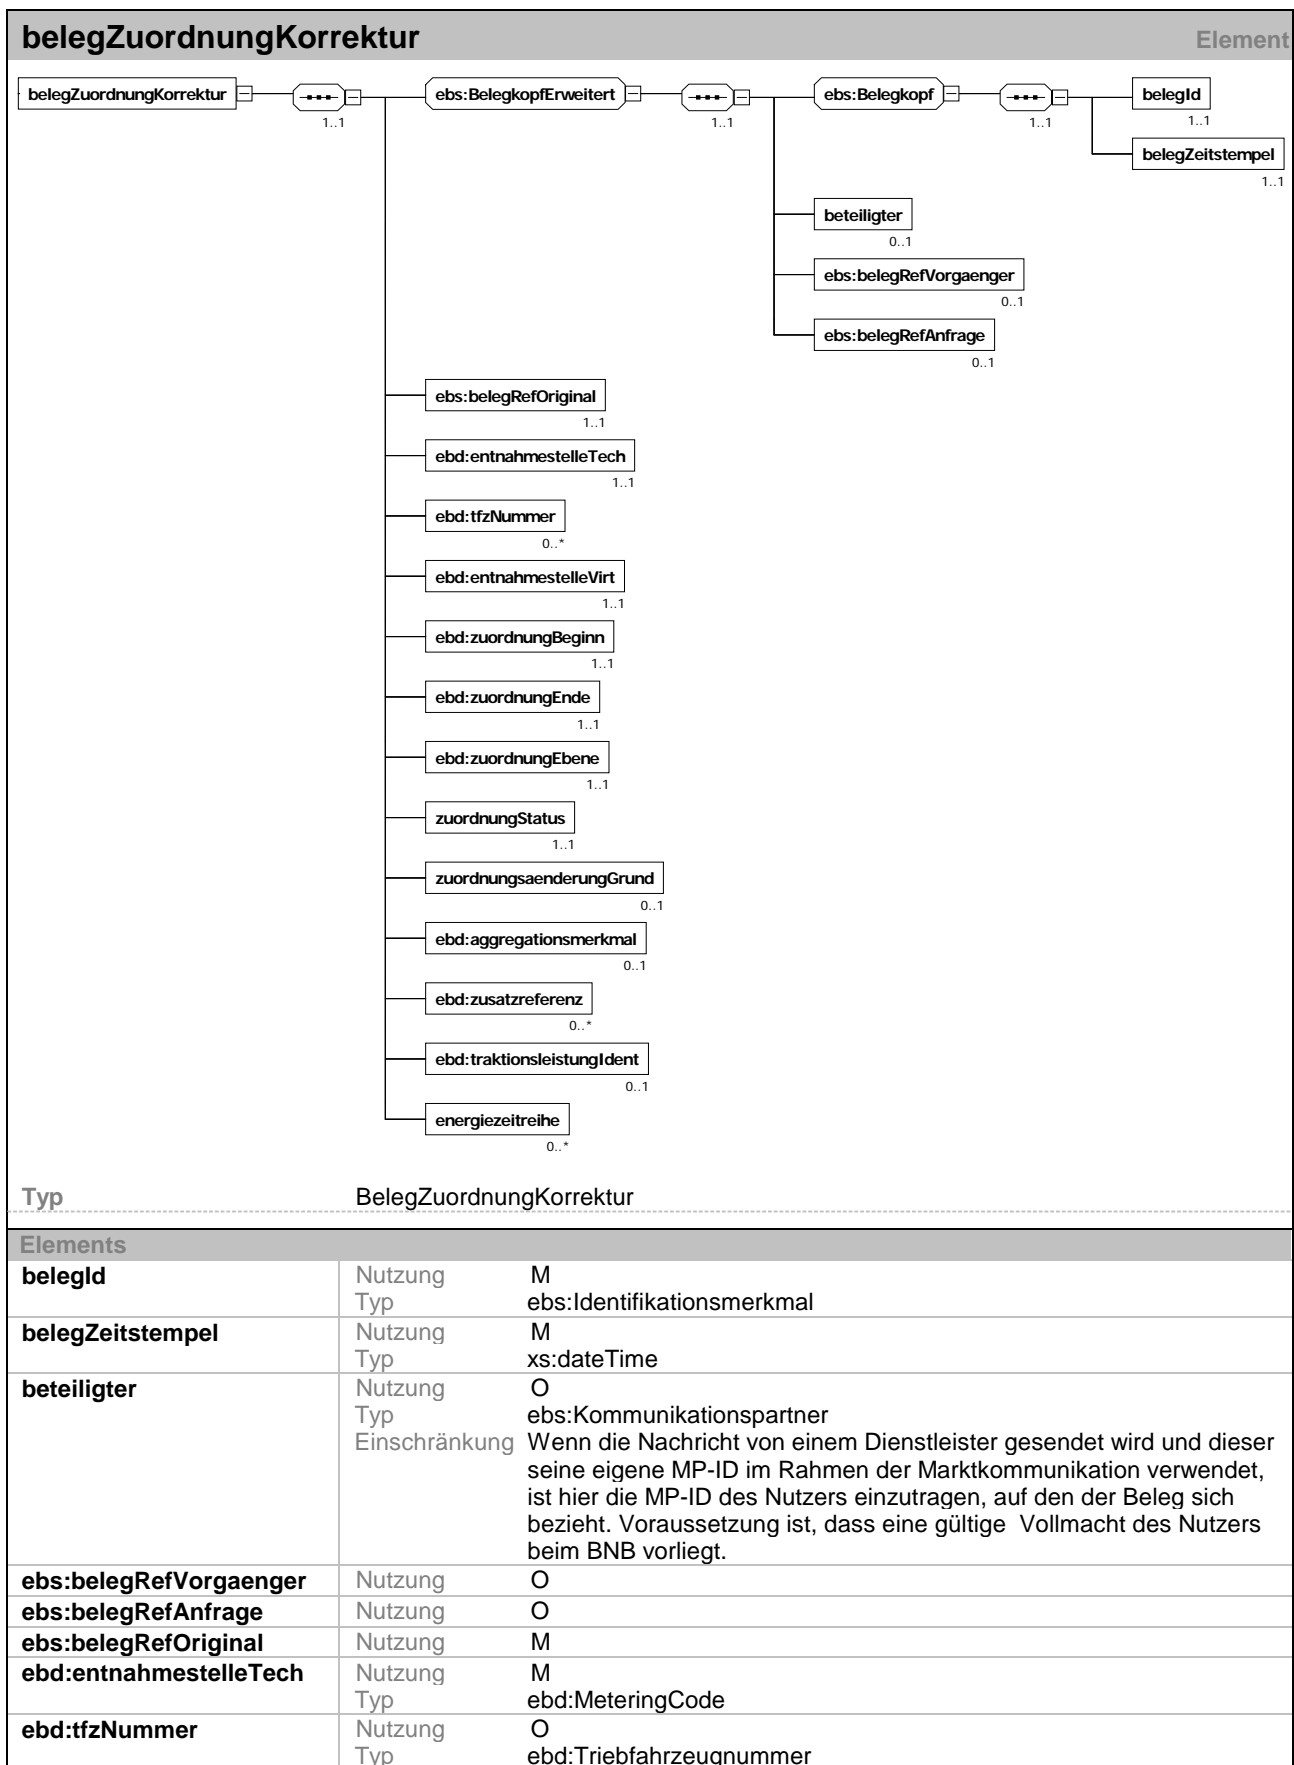 belegZuordnungKorrektur Element
belegZuordnungKorrektur
1..1
ebs:BelegkopfErweitert
1..1
ebs:Belegkopf
1..1
belegId
1..1
belegZeitstempel
1..1
beteiligter
0..1
ebs:belegRefVorgaenger
0..1
ebs:belegRefAnfrage
0..1
ebs:belegRefOriginal
1..1
ebd:entnahmestelleTech
1..1
ebd:tfzNummer
0..*
ebd:entnahmestelleVirt
1..1
ebd:zuordnungBeginn
1..1
ebd:zuordnungEnde
1..1
ebd:zuordnungEbene
1..1
zuordnungStatus
1..1
zuordnungsaenderungGrund
0..1
ebd:aggregationsmerkmal
0..1
ebd:zusatzreferenz
0..*
ebd:traktionsleistungIdent
0..1
energiezeitreihe
0..*
Typ BelegZuordnungKorrektur
Elements
belegId Nutzung M
Typ ebs:Identifikationsmerkmal
belegZeitstempel Nutzung M
Typ xs:dateTime
beteiligter Nutzung O
Typ ebs:Kommunikationspartner
Einschränkung Wenn die Nachricht von einem Dienstleister gesendet wird und dieser
seine eigene MP-ID im Rahmen der Marktkommunikation verwendet,
ist hier die MP-ID des Nutzers einzutragen, auf den der Beleg sich
bezieht. Voraussetzung ist, dass eine gültige Vollmacht des Nutzers
beim BNB vorliegt.
ebs:belegRefVorgaenger Nutzung O
ebs:belegRefAnfrage Nutzung O
ebs:belegRefOriginal Nutzung M
ebd:entnahmestelleTech Nutzung M
Typ ebd:MeteringCode
ebd:tfzNummer Nutzung O
Typ ebd:Triebfahrzeugnummer